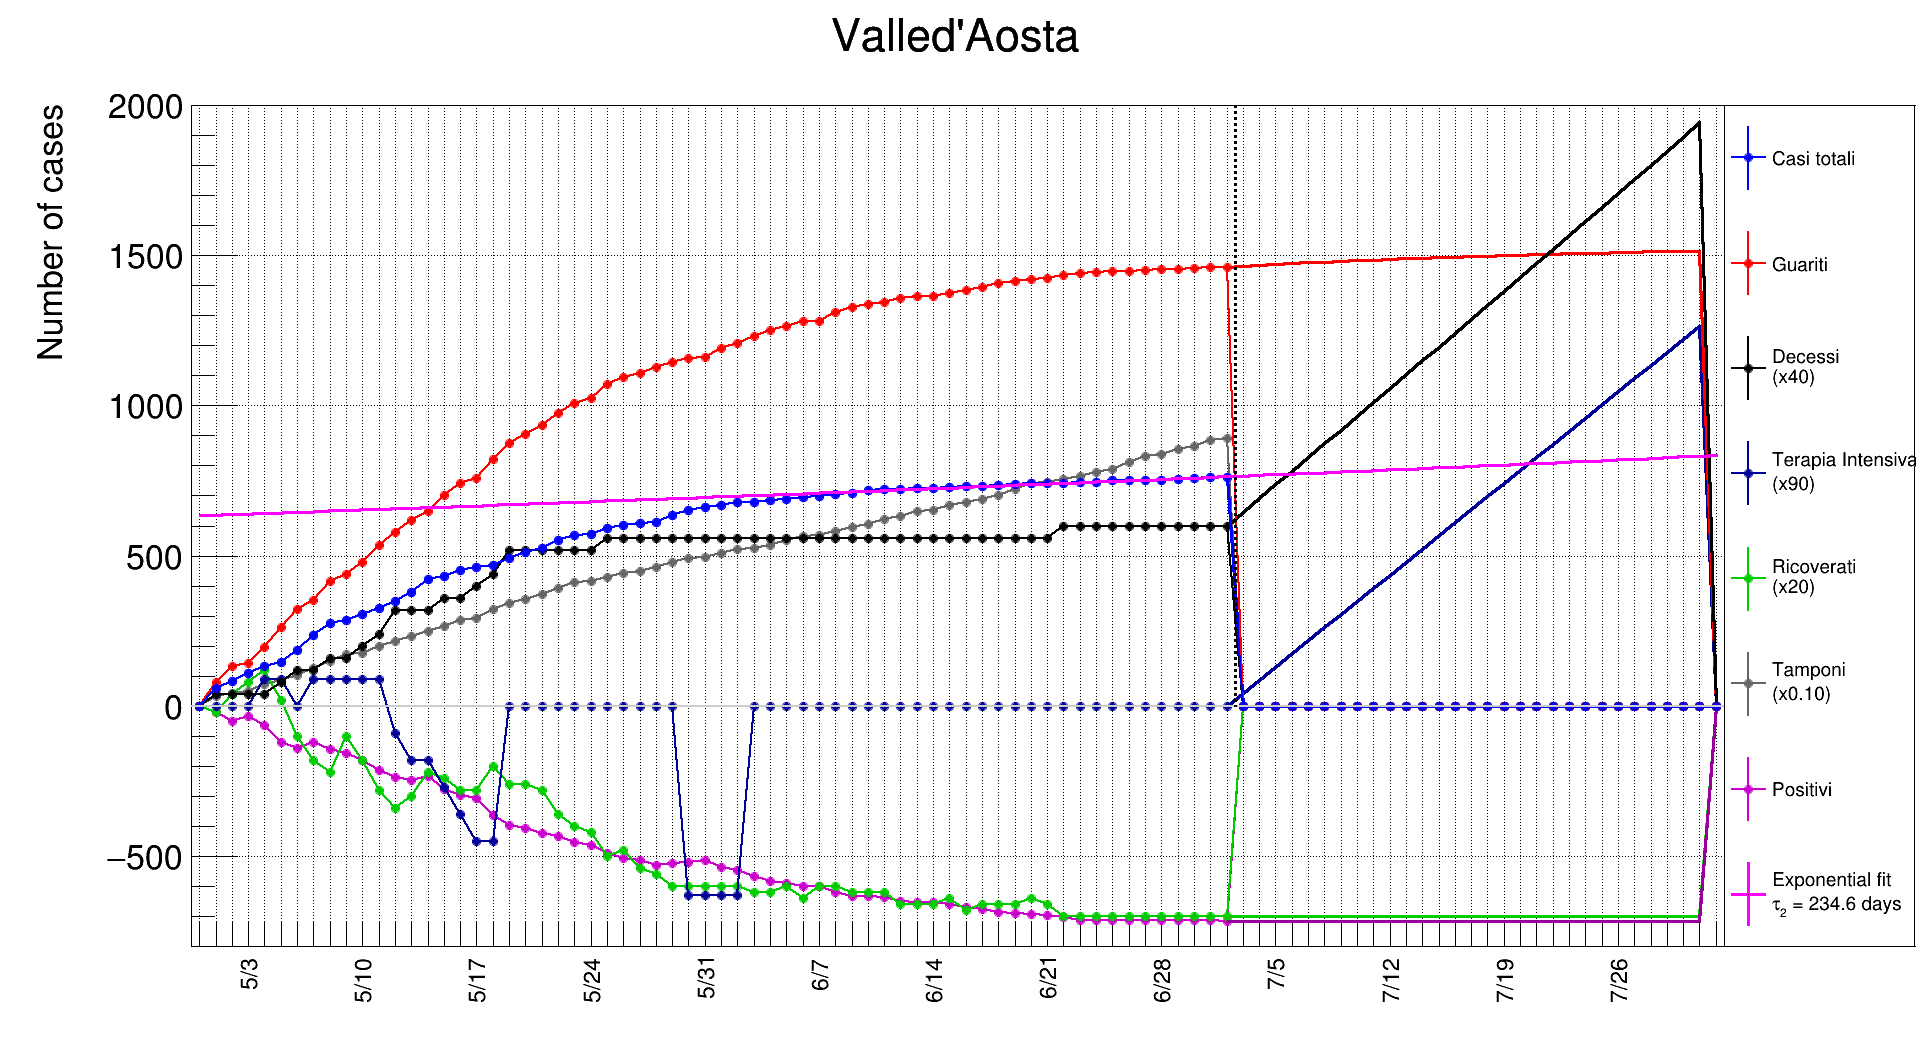 Valled'Aosta
Number of cases
2000
1500
1000
500
0
−500
5/3
5/10
5/17
5/24
5/31
6/7
6/14
6/21
6/28
7/5
7/12
7/19
7/26
Casi totali
Guariti
Decessi
(x40)
Terapia Intensiva
(x90)
Ricoverati
(x20)
Tamponi
(x0.10)
Positivi
Exponential fit
τ2 = 234.6 days